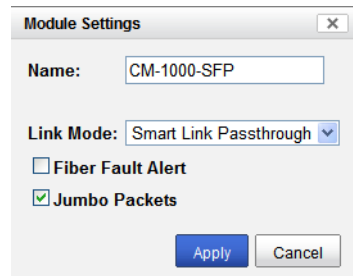 Module Settings
Name: CM-1000-SFP
Link Mode: Smart Link Passthrough
Fiber Fault Alert
Jumbo Packets
Apply Cancel